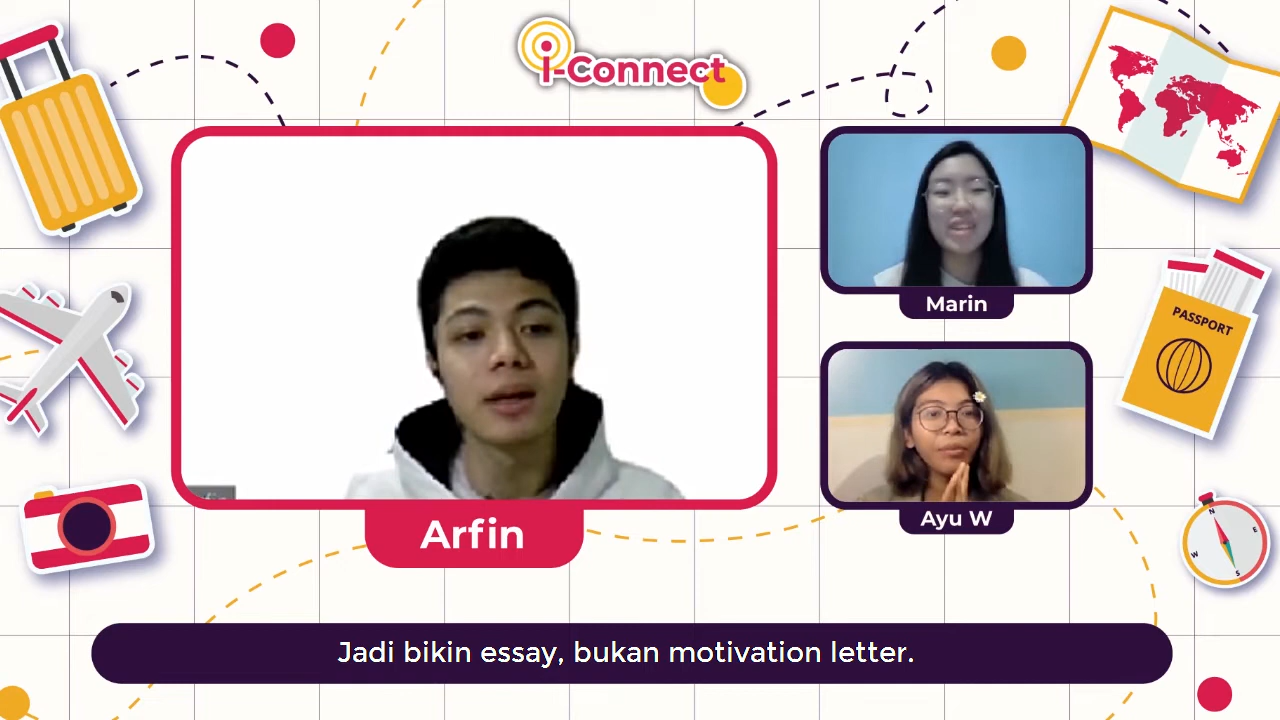 i-Connect
Marin
PASSPORT
Arfin
Ayu W
N
E
S
W
Jadi bikin essay, bukan motivation letter.